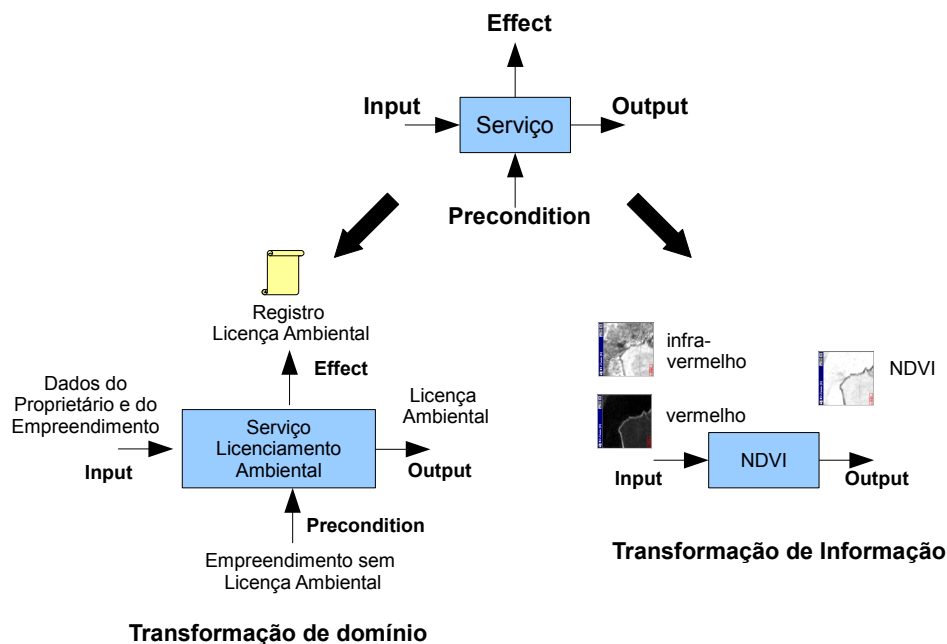 Effect
Input
Output
Serviço
Precondition
Registro
Licença Ambiental
Effect
Dados do
Proprietário e do
Empreendimento
Input
Serviço
Licenciamento
Ambiental
Licença
Ambiental
Output
Precondition
Empreendimento sem
Licença Ambiental
Transformação de domínio
infra-
vermelho
vermelho
NDVI
Input
NDVI
Output
Transformação de Informação